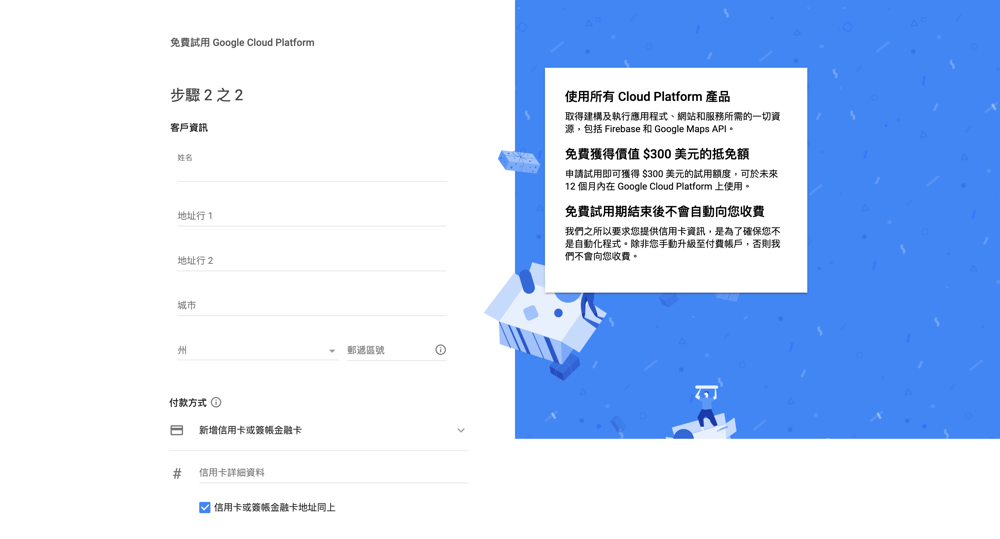 免費試用 Google Cloud Platform
步驟 2 之 2
客戶資訊
姓名
地址行 1
地址行 2
城市
州
郵遞區號
付款方式
新增信用卡或簽帳金融卡
# 信用卡詳細資料
信用卡或簽帳金融卡地址同上
使用所有 Cloud Platform 產品
取得建構及執行應用程式、網站和服務所需的一切資
源，包括 Firebase 和 Google Maps API。
免費獲得價值 $300 美元的抵免額
申請試用即可獲得 $300 美元的試用額度，可於未來
12 個月內在 Google Cloud Platform 上使用。
免費試用期結束後不會自動向您收費
我們之所以要求您提供信用卡資訊，是為了確保您不
是自動化程式。除非您手動升級至付費帳戶，否則我
們不會向您收費。